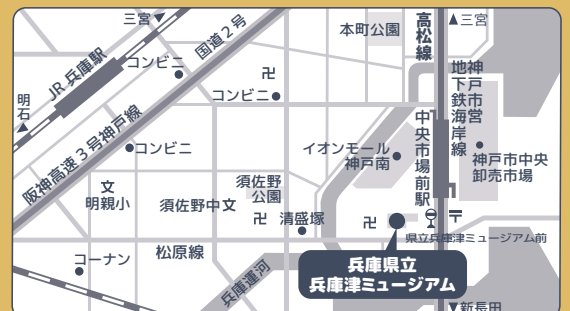 三宮▼
国道２号
本町公園
高松線
▲三宮
JR 兵庫駅
コンビニ
卍
コンビニ
明石
神戸市営
地下鉄海岸線
阪神高速３号神戸線
コンビニ
イオンモール
神戸南
中央市場前駅
神戸市中央
卸売市場
文
明親小
須佐野
公園
須佐野中文
卍
清盛塚
卍
〒
県立兵庫津ミュージアム前
松原線
コーナン
兵庫運河
兵庫県立
兵庫津ミュージアム
▼新長田